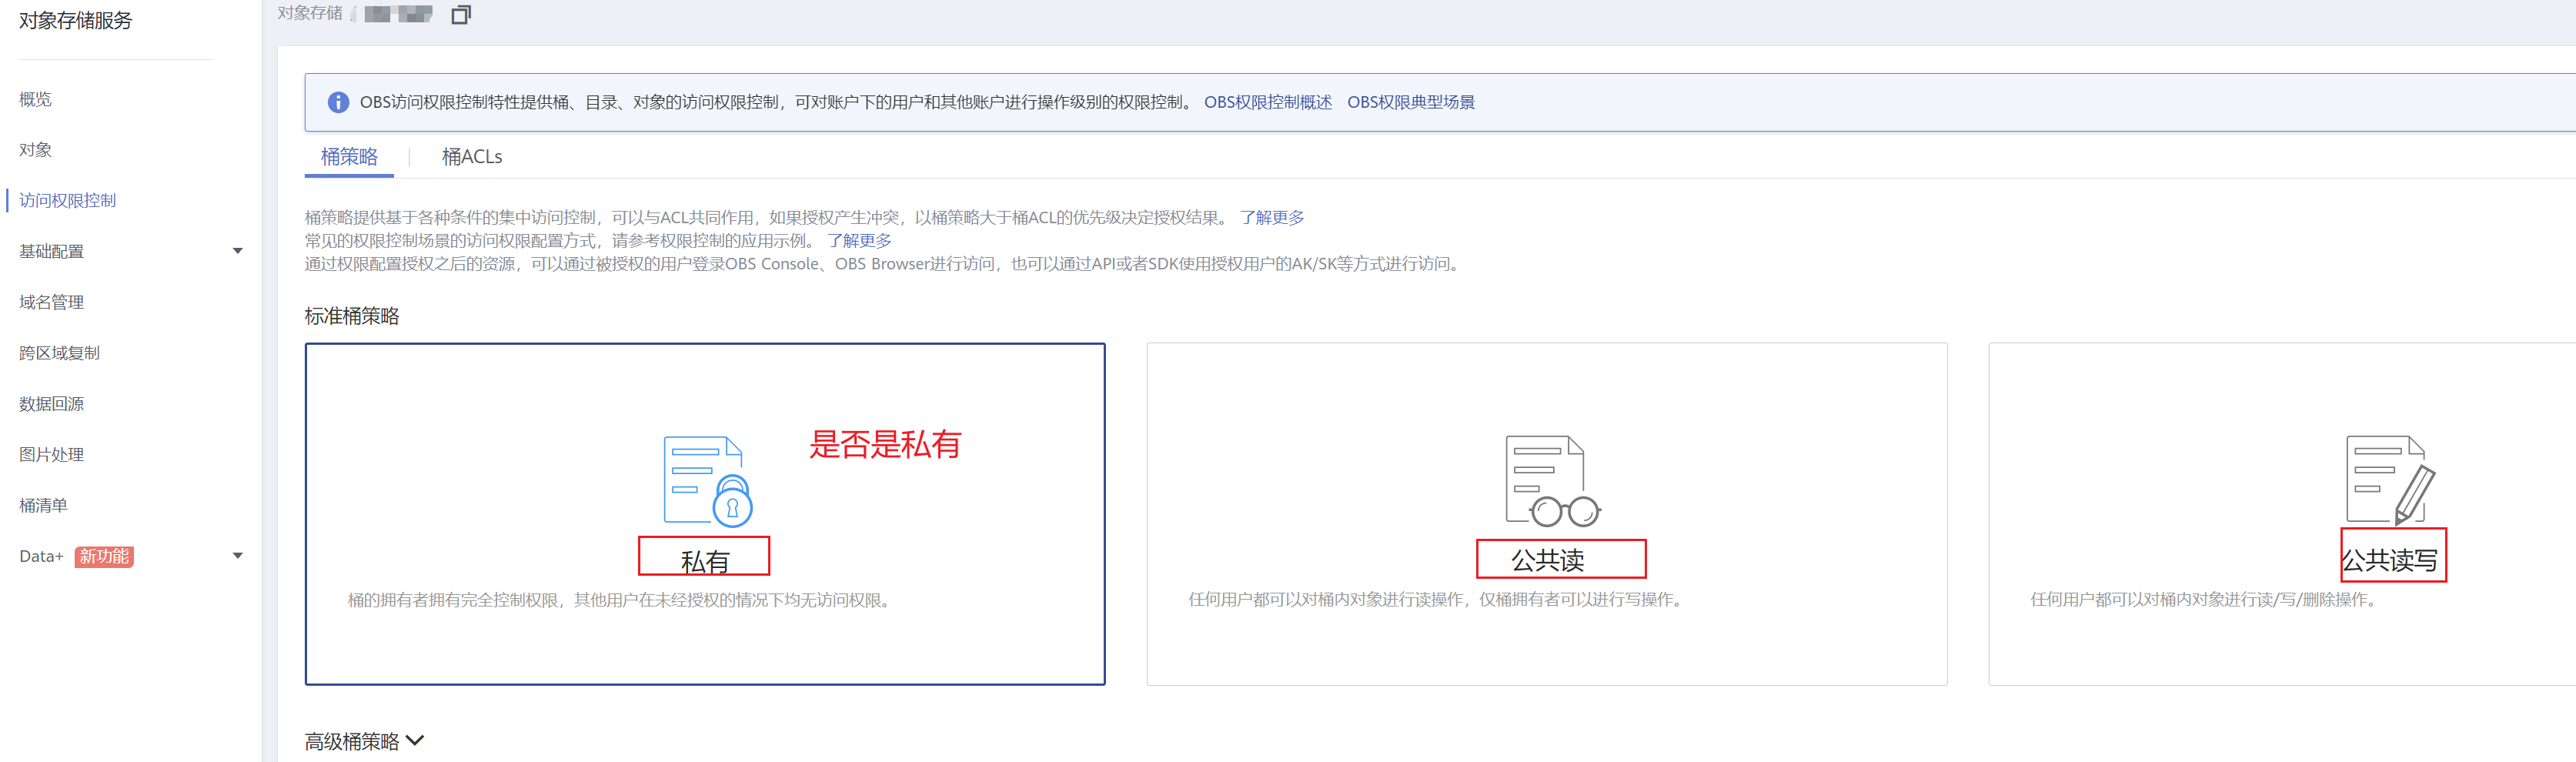 对象存储服务
概览
对象
访问权限控制
基础配置
域名管理
跨区域复制
数据回源
图片处理
桶清单
Data+ 新功能
对象存储 /
OBS访问权限控制特性提供桶、目录、对象的访问权限控制，可对账户下的用户和其他账户进行操作级别的权限控制。 OBS权限控制概述 OBS权限典型场景
桶策略 桶ACLs
桶策略提供基于各种条件的集中访问控制，可以与ACL共同作用，如果授权产生冲突，以桶策略大于桶ACL的优先级决定授权结果。 了解更多
常见的权限控制场景的访问权限配置方式，请参考权限控制的应用示例。 了解更多
通过权限配置授权之后的资源，可以通过被授权的用户登录OBS Console、OBS Browser进行访问，也可以通过API或者SDK使用授权用户的AK/SK等方式进行访问。
标准桶策略
是否是私有
私有
桶的拥有者拥有完全控制权限，其他用户在未经授权的情况下均无访问权限。
公共读
任何用户都可以对桶内对象进行读操作，仅桶拥有者可以进行写操作。
公共读写
任何用户都可以对桶内对象进行读/写/删除操作。
高级桶策略